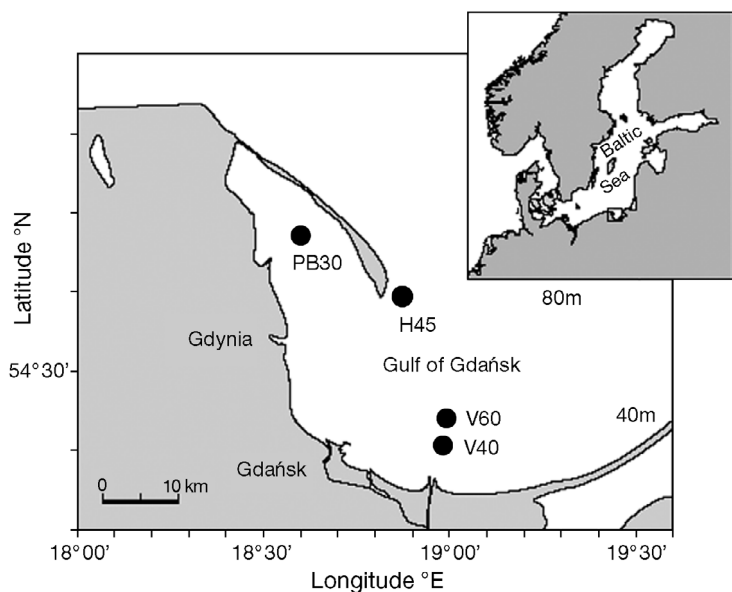 Baltic
Sea
80m
PB30
H45
Gdynia
Gulf of Gdańsk
54°30’
Latitude °N
V60
40m
V40
Gdańsk
0 10 km
18°00’ 18°30’ 19°00’ 19°30’
Longitude °E